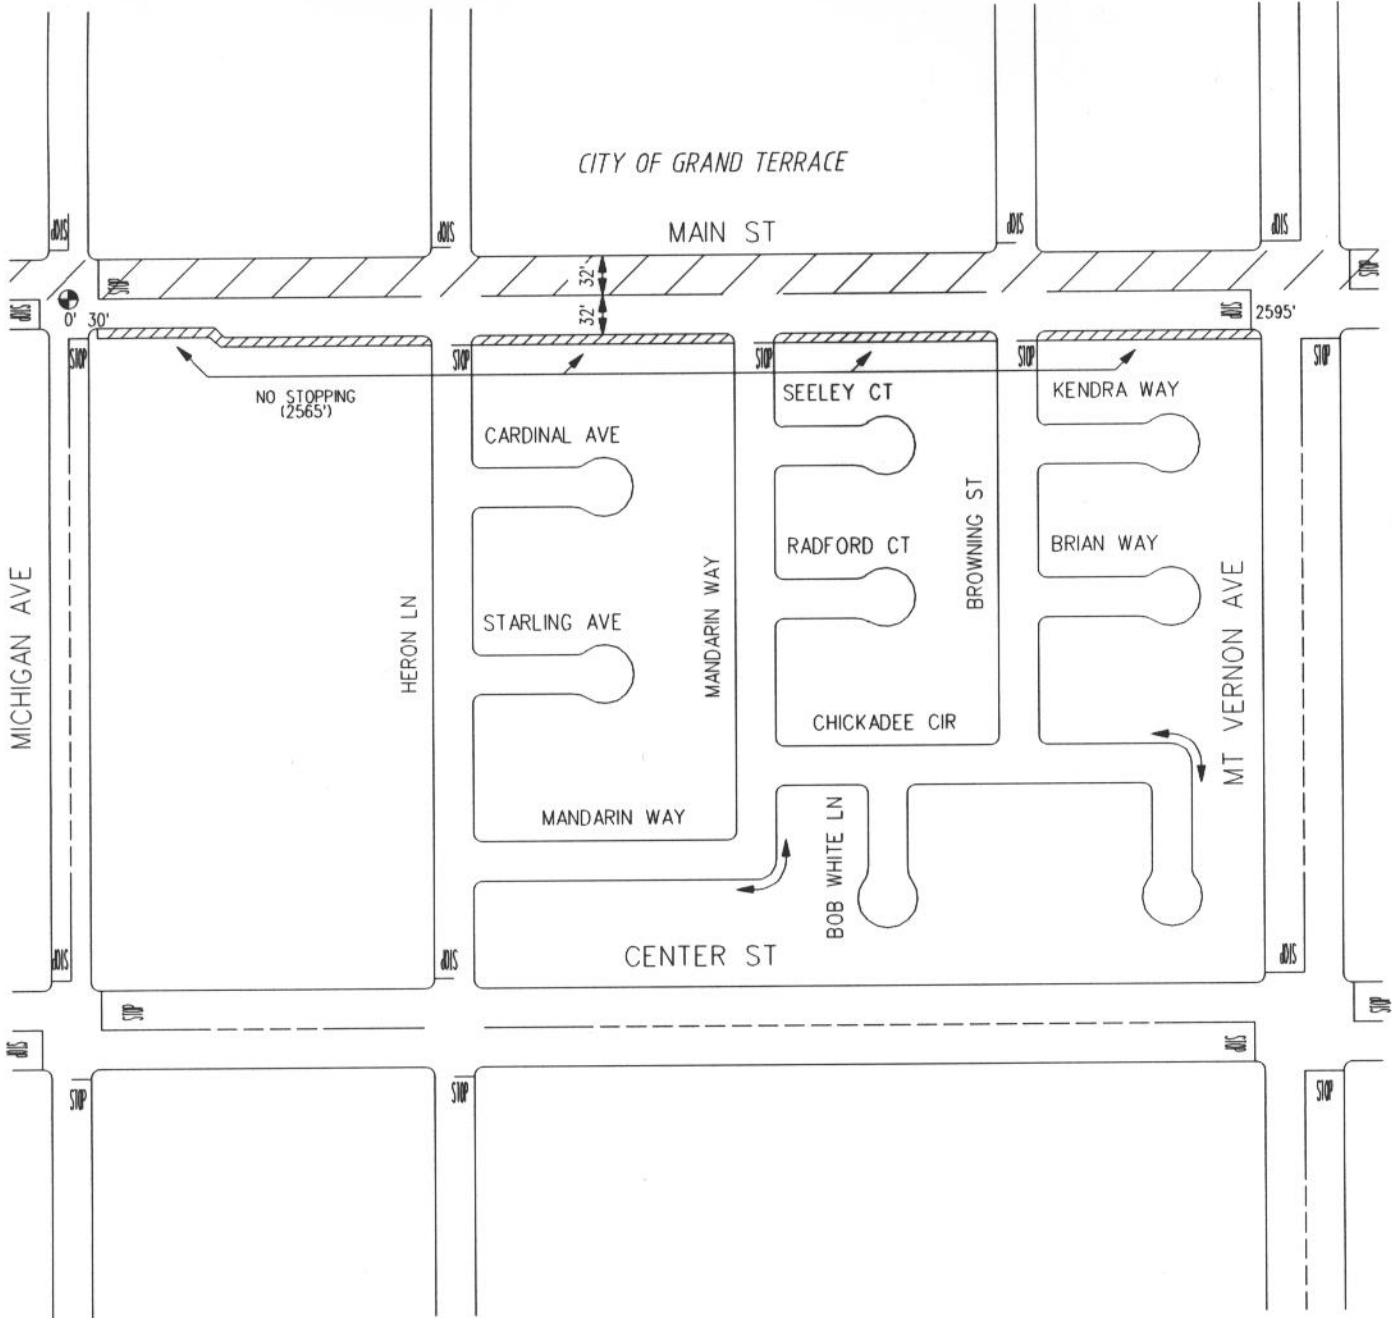 CITY OF GRAND TERRACE
STOP
STOP
STOP
STOP
MAIN ST
STOP
32'
STOP
STOP
32'
STOP
2595'
0' 30'
STOP
STOP
STOP
STOP
STOP
NO STOPPING
(2565')
SEELEY CT
KENDRA WAY
CARDINAL AVE
BROWNING ST
RADFORD CT
BRIAN WAY
MICHIGAN AVE
HERON LN
STARLING AVE
MANDARIN WAY
MT VERNON AVE
CHICKADEE CIR
MANDARIN WAY
BOB WHITE LN
CENTER ST
STOP
STOP
STOP
STOP
STOP
STOP
STOP
STOP
STOP
STOP